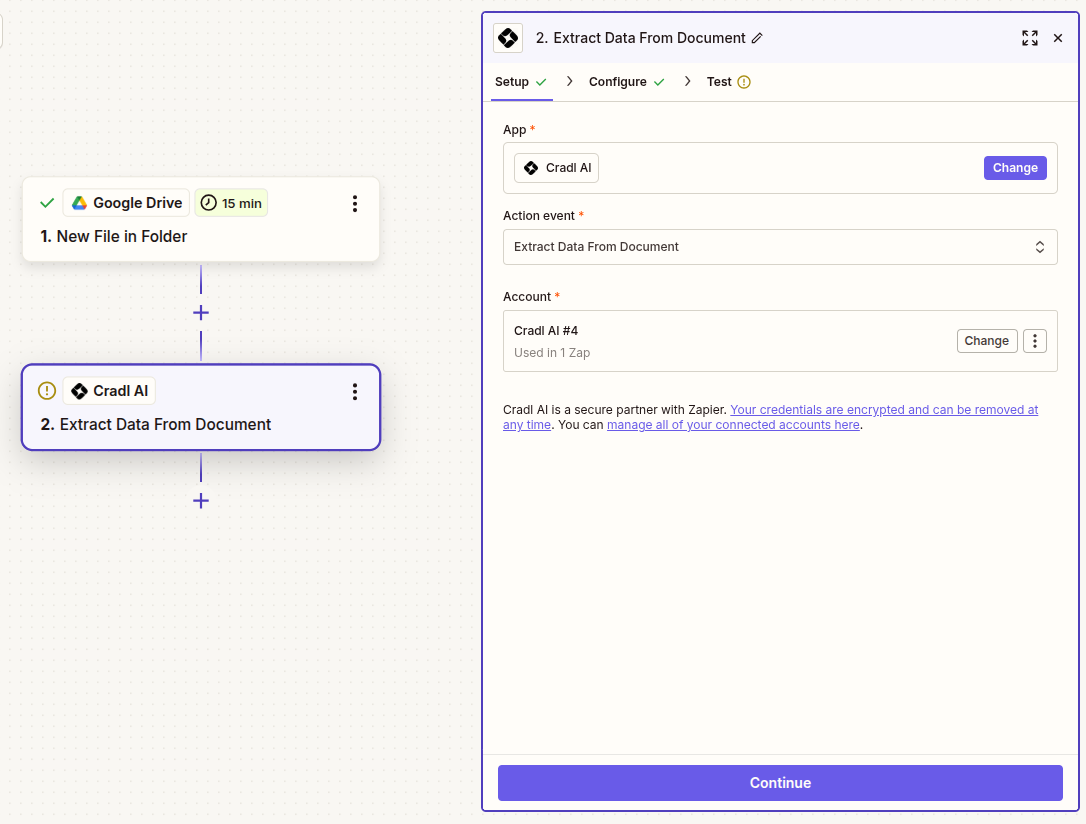 Google Drive 15 min
1. New File in Folder
Cradl AI
2. Extract Data From Document
2. Extract Data From Document
Setup Configure Test
App *
Cradl AI Change
Action event *
Extract Data From Document
Account *
Cradl AI #4
Used in 1 Zap
Change
Cradl AI is a secure partner with Zapier. Your credentials are encrypted and can be removed at
any time. You can manage all of your connected accounts here.
Continue